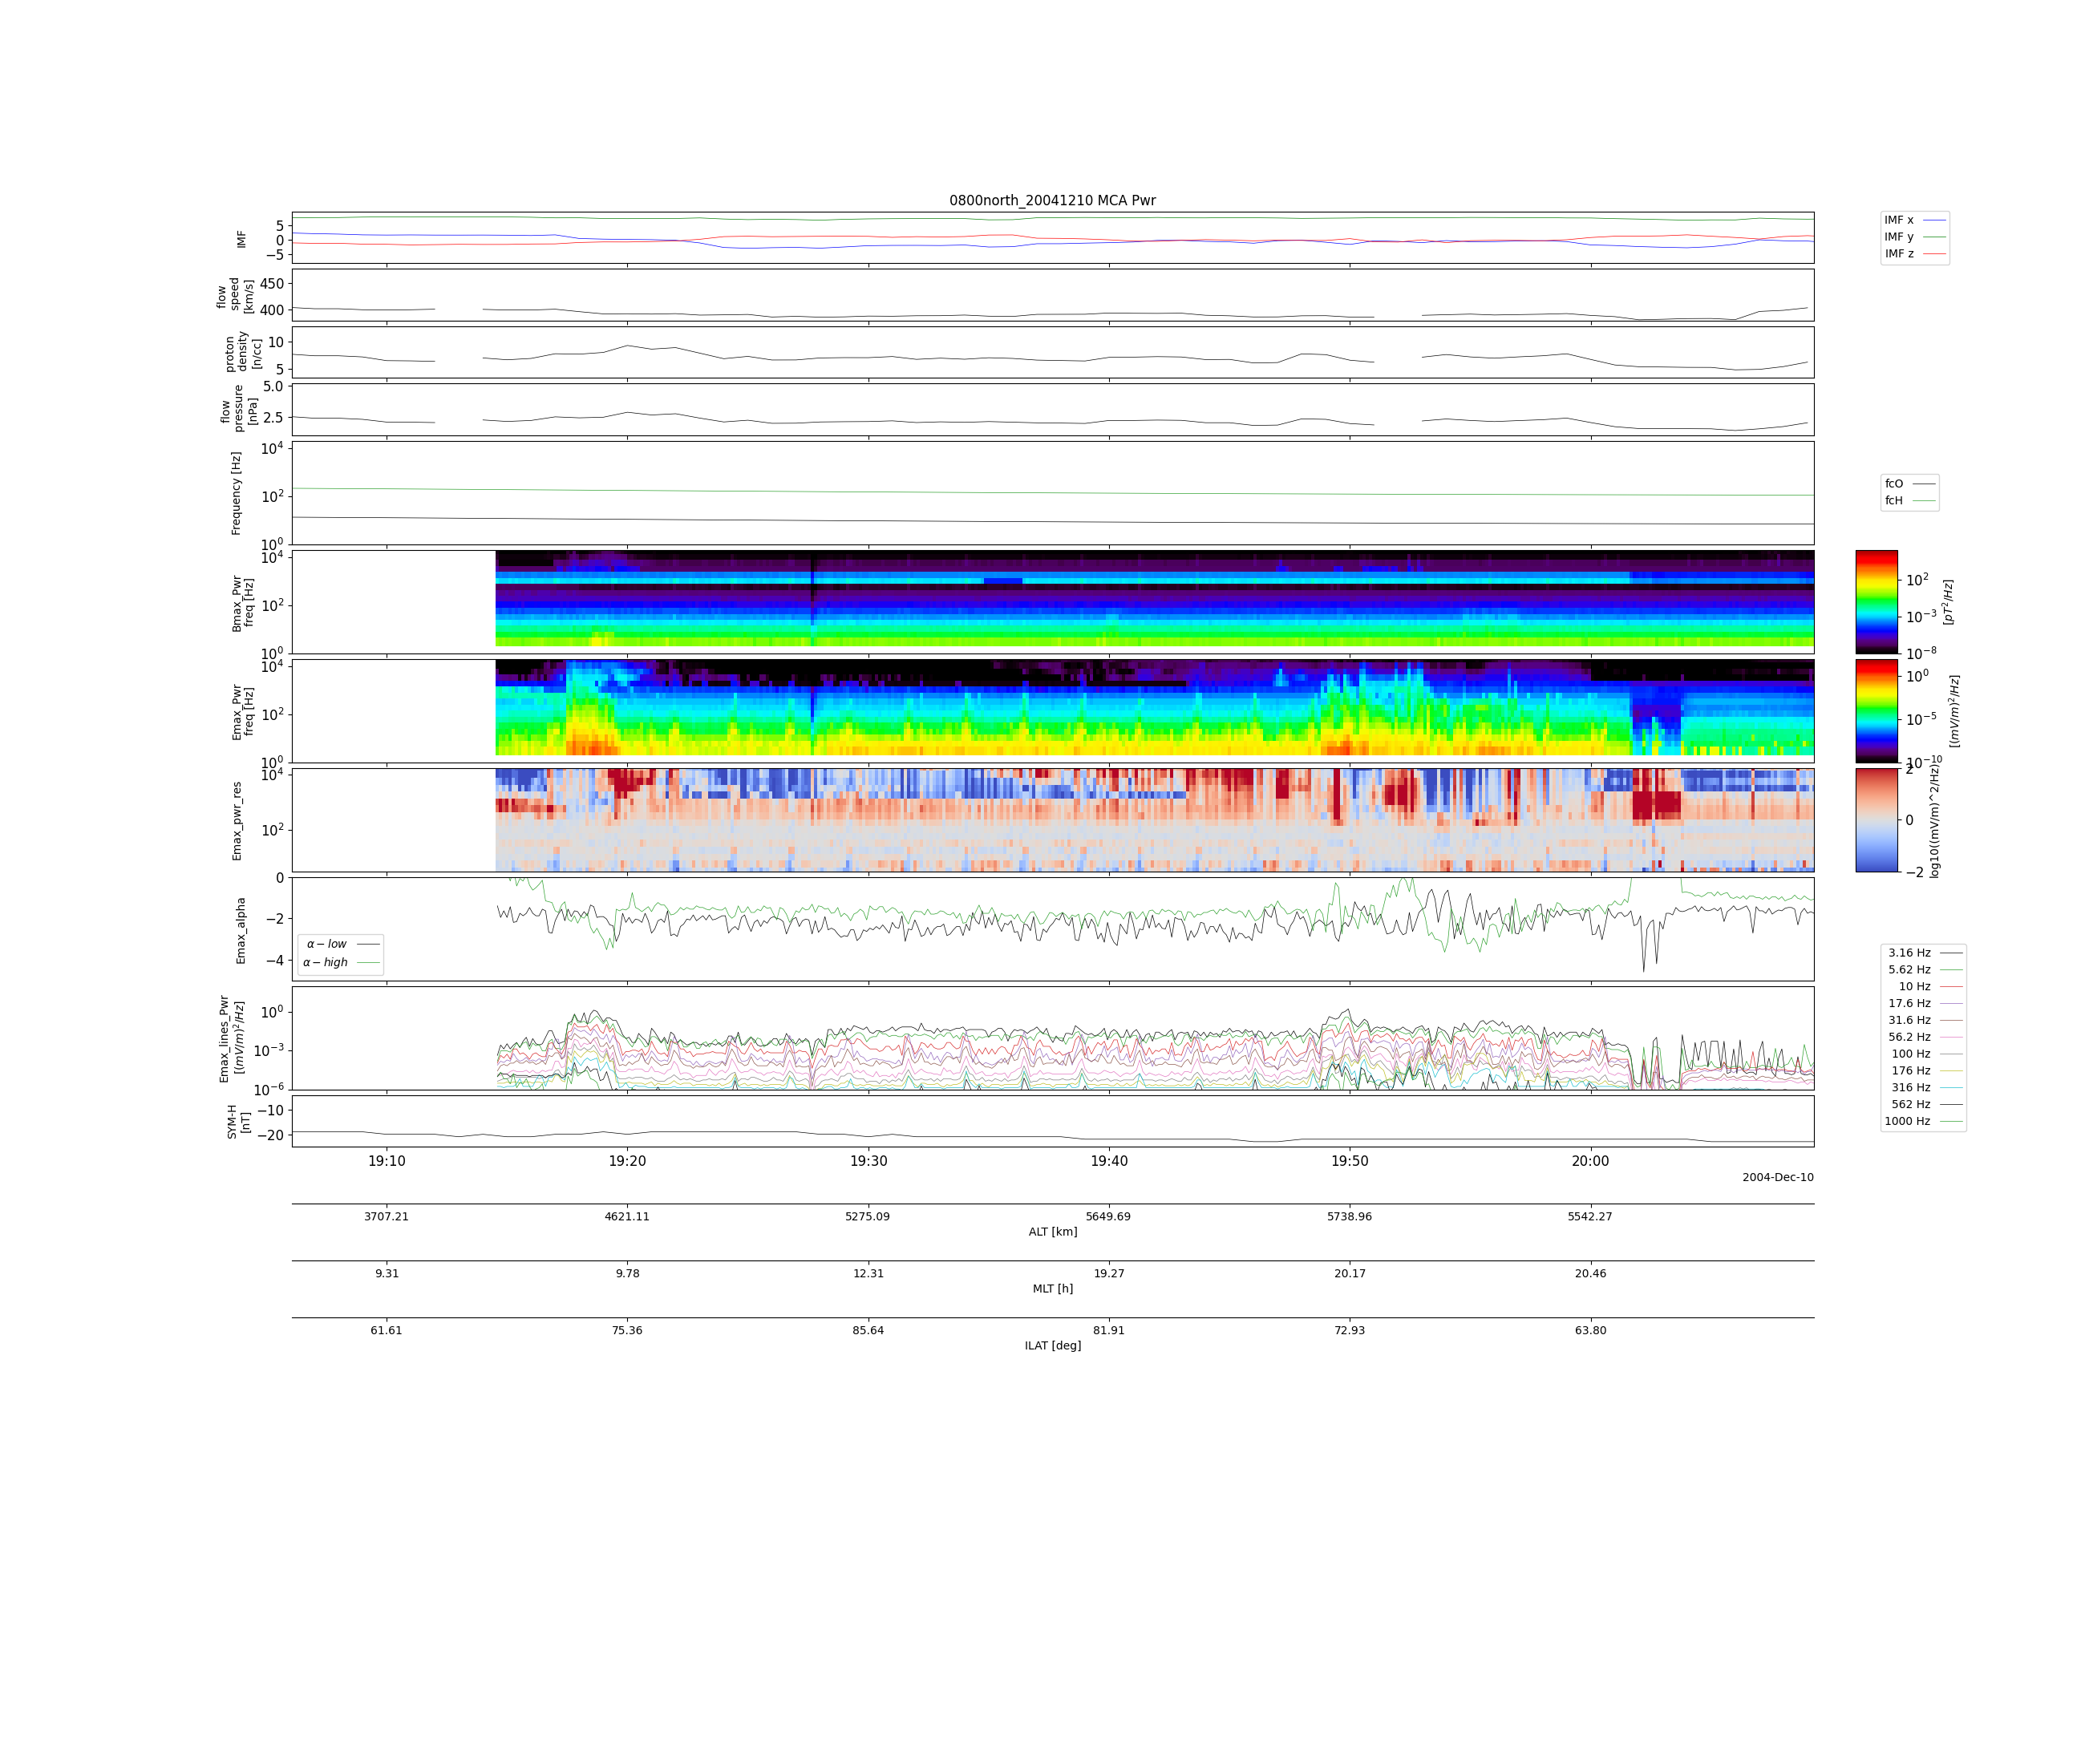 0800north_20041210 MCA Pwr
IMF
5
0
−5
IMF x
IMF y
IMF z
flow
speed
[km/s]
450
400
proton
density
[n/cc]
10
5
flow
pressure
[nPa]
5.0
2.5
Frequency [Hz]
10^4
10^2
10^0
fcO
fcH
Bmax_Pwr
freq [Hz]
10^4
10^2
10^0
10^2
10^−3
10^−8
[pT^2/Hz]
Emax_Pwr
freq [Hz]
10^4
10^2
10^0
10^0
10^−5
10^−10
[(mV/m)^2/Hz]
Emax_pwr_res
10^4
10^2
2
0
−2
log10((mV/m)^2/Hz)
Emax_alpha
0
−2
−4
α − low
α − high
Emax_lines_Pwr
[(mV/m)^2/Hz]
10^0
10^−3
10^−6
3.16 Hz
5.62 Hz
10 Hz
17.6 Hz
31.6 Hz
56.2 Hz
100 Hz
176 Hz
316 Hz
562 Hz
1000 Hz
SYM-H
[nT]
−10
−20
19:10 19:20 19:30 19:40 19:50 20:00
2004-Dec-10
3707.21 4621.11 5275.09 5649.69 5738.96 5542.27
ALT [km]
9.31 9.78 12.31 19.27 20.17 20.46
MLT [h]
61.61 75.36 85.64 81.91 72.93 63.80
ILAT [deg]